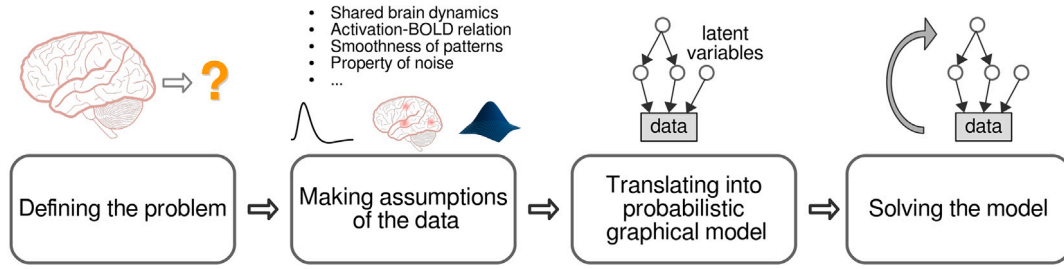 ?
• Shared brain dynamics
• Activation-BOLD relation
• Smoothness of patterns
• Property of noise
• ...
latent
variables
data
data
Defining the problem
Making assumptions
of the data
Translating into
probabilistic
graphical model
Solving the model